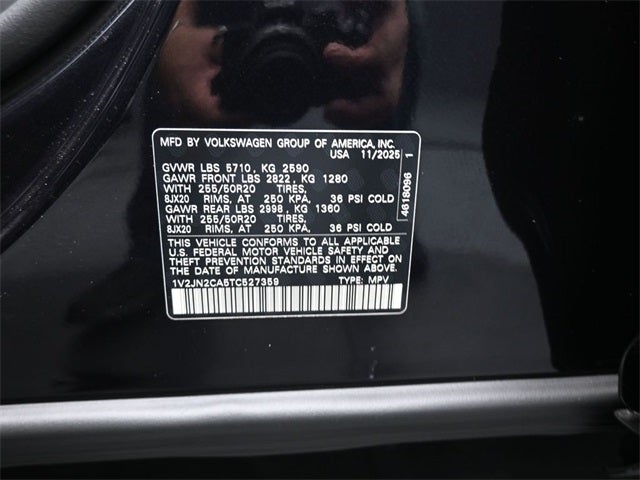 MFD BY VOLKSWAGEN GROUP OF AMERICA, INC.
USA 11/2025
GVWR LBS 5710, KG 2590
GAWR FRONT LBS 2822, KG 1280
WITH 255/50R20 TIRES,
8JX20 RIMS, AT 250 KPA, 36 PSI COLD
GAWR REAR LBS 2998, KG 1360
WITH 255/50R20 TIRES,
8JX20 RIMS, AT 250 KPA, 36 PSI COLD
THIS VEHICLE CONFORMS TO ALL APPLICABLE
U.S. FEDERAL MOTOR VEHICLE SAFETY AND
THEFT PREVENTION STANDARDS IN EFFECT ON
THE DATE OF MANUFACTURE SHOWN ABOVE.
1V2JN2CA5TC527359 TYPE: MPV
4618096 1